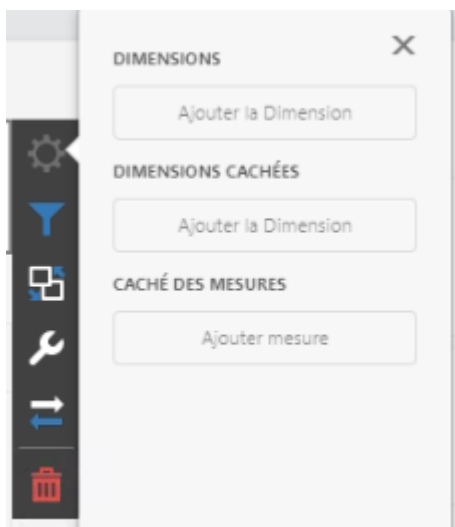 DIMENSIONS
Ajouter la Dimension
DIMENSIONS CACHÉES
Ajouter la Dimension
CACHÉ DES MESURES
Ajouter mesure